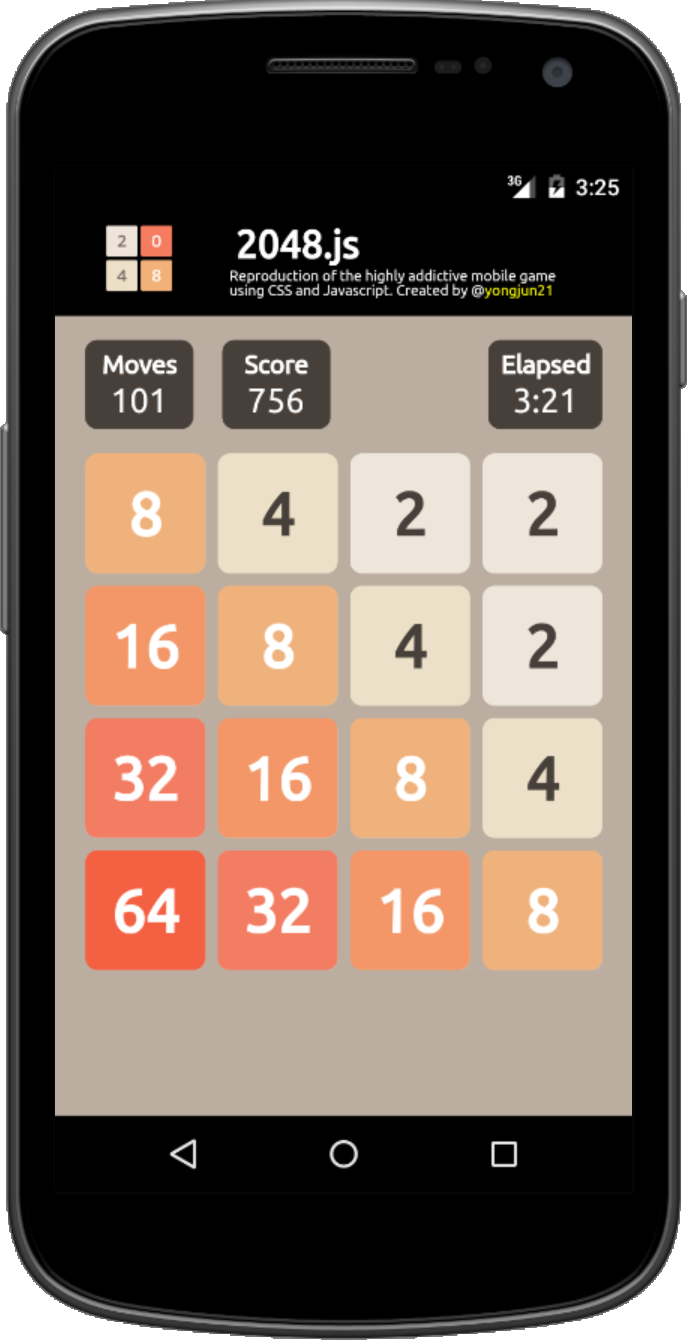 3G 3:25
2 0
4 8
2048.js
Reproduction of the highly addictive mobile game
using CSS and Javascript. Created by @yongjun21
Moves Score Elapsed
101 756 3:21
8 4 2 2
16 8 4 2
32 16 8 4
64 32 16 8